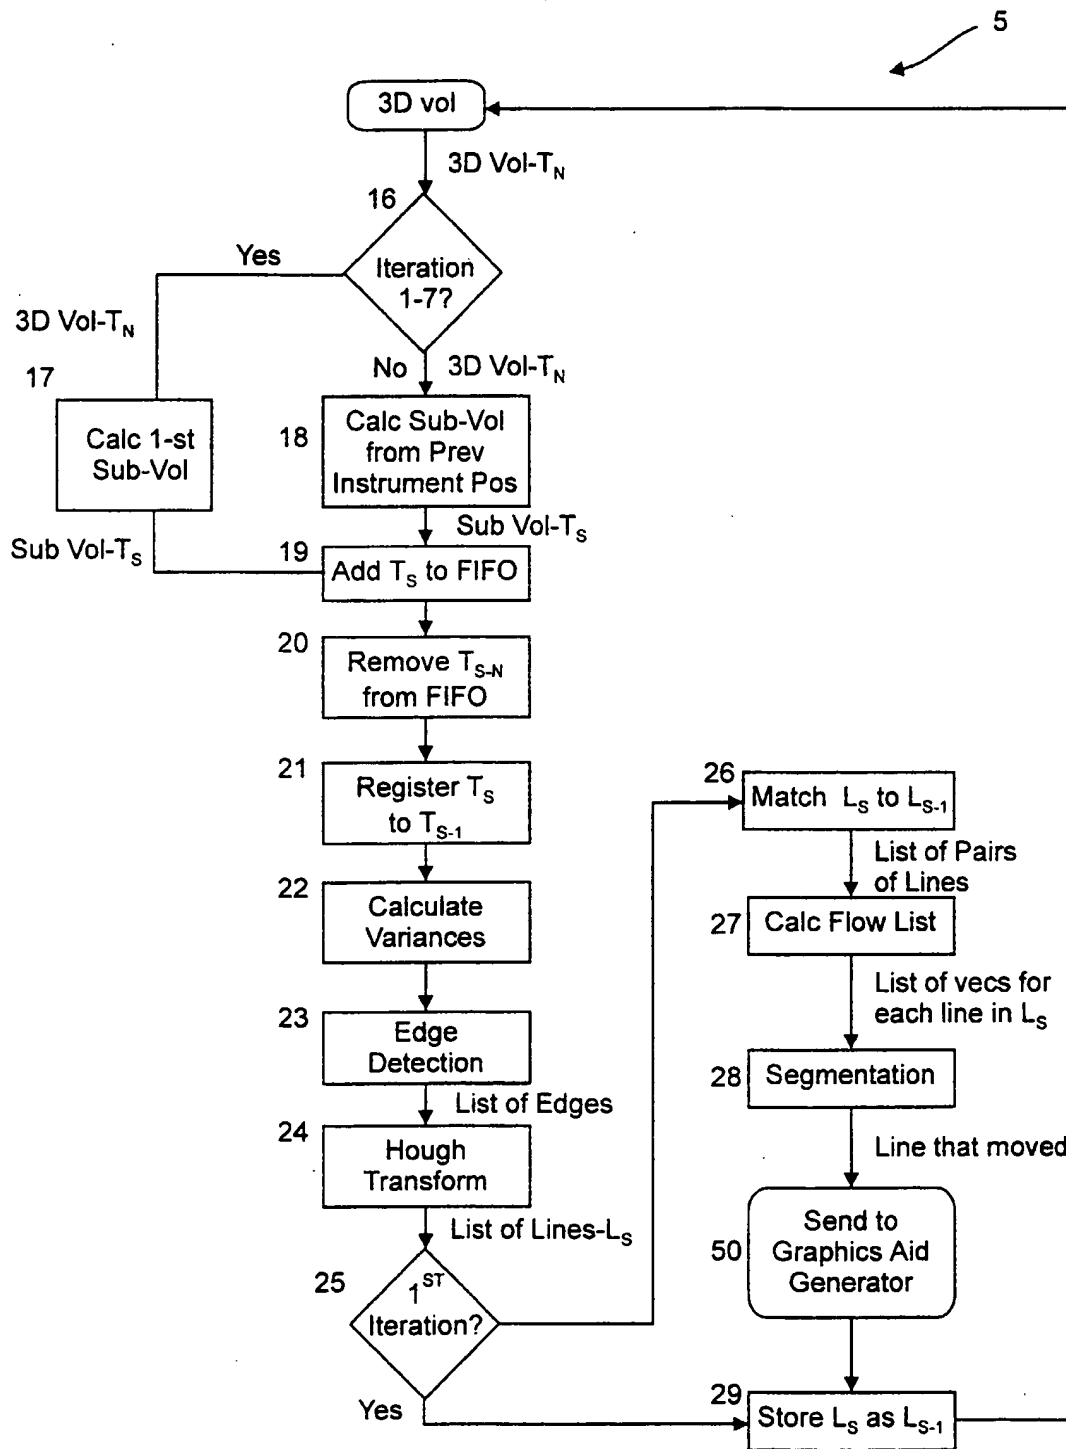 5
3D vol
3D Vol-T_N
16
Yes
Iteration
1-7?
3D Vol-T_N
17
No
3D Vol-T_N
Calc 1-st
Sub-Vol
18
Calc Sub-Vol
from Prev
Instrument Pos
Sub Vol-T_S
Sub Vol-T_S
19
Add T_S to FIFO
20
Remove T_S-N
from FIFO
21
Register T_S
to T_S-1
22
Calculate
Variances
23
Edge
Detection
List of Edges
24
Hough
Transform
List of Lines-L_S
25
1ST
Iteration?
Yes
26
Match L_S to L_S-1
List of Pairs
of Lines
27
Calc Flow List
List of vecs for
each line in L_S
28
Segmentation
Line that moved
50
Send to
Graphics Aid
Generator
29
Store L_S as L_S-1